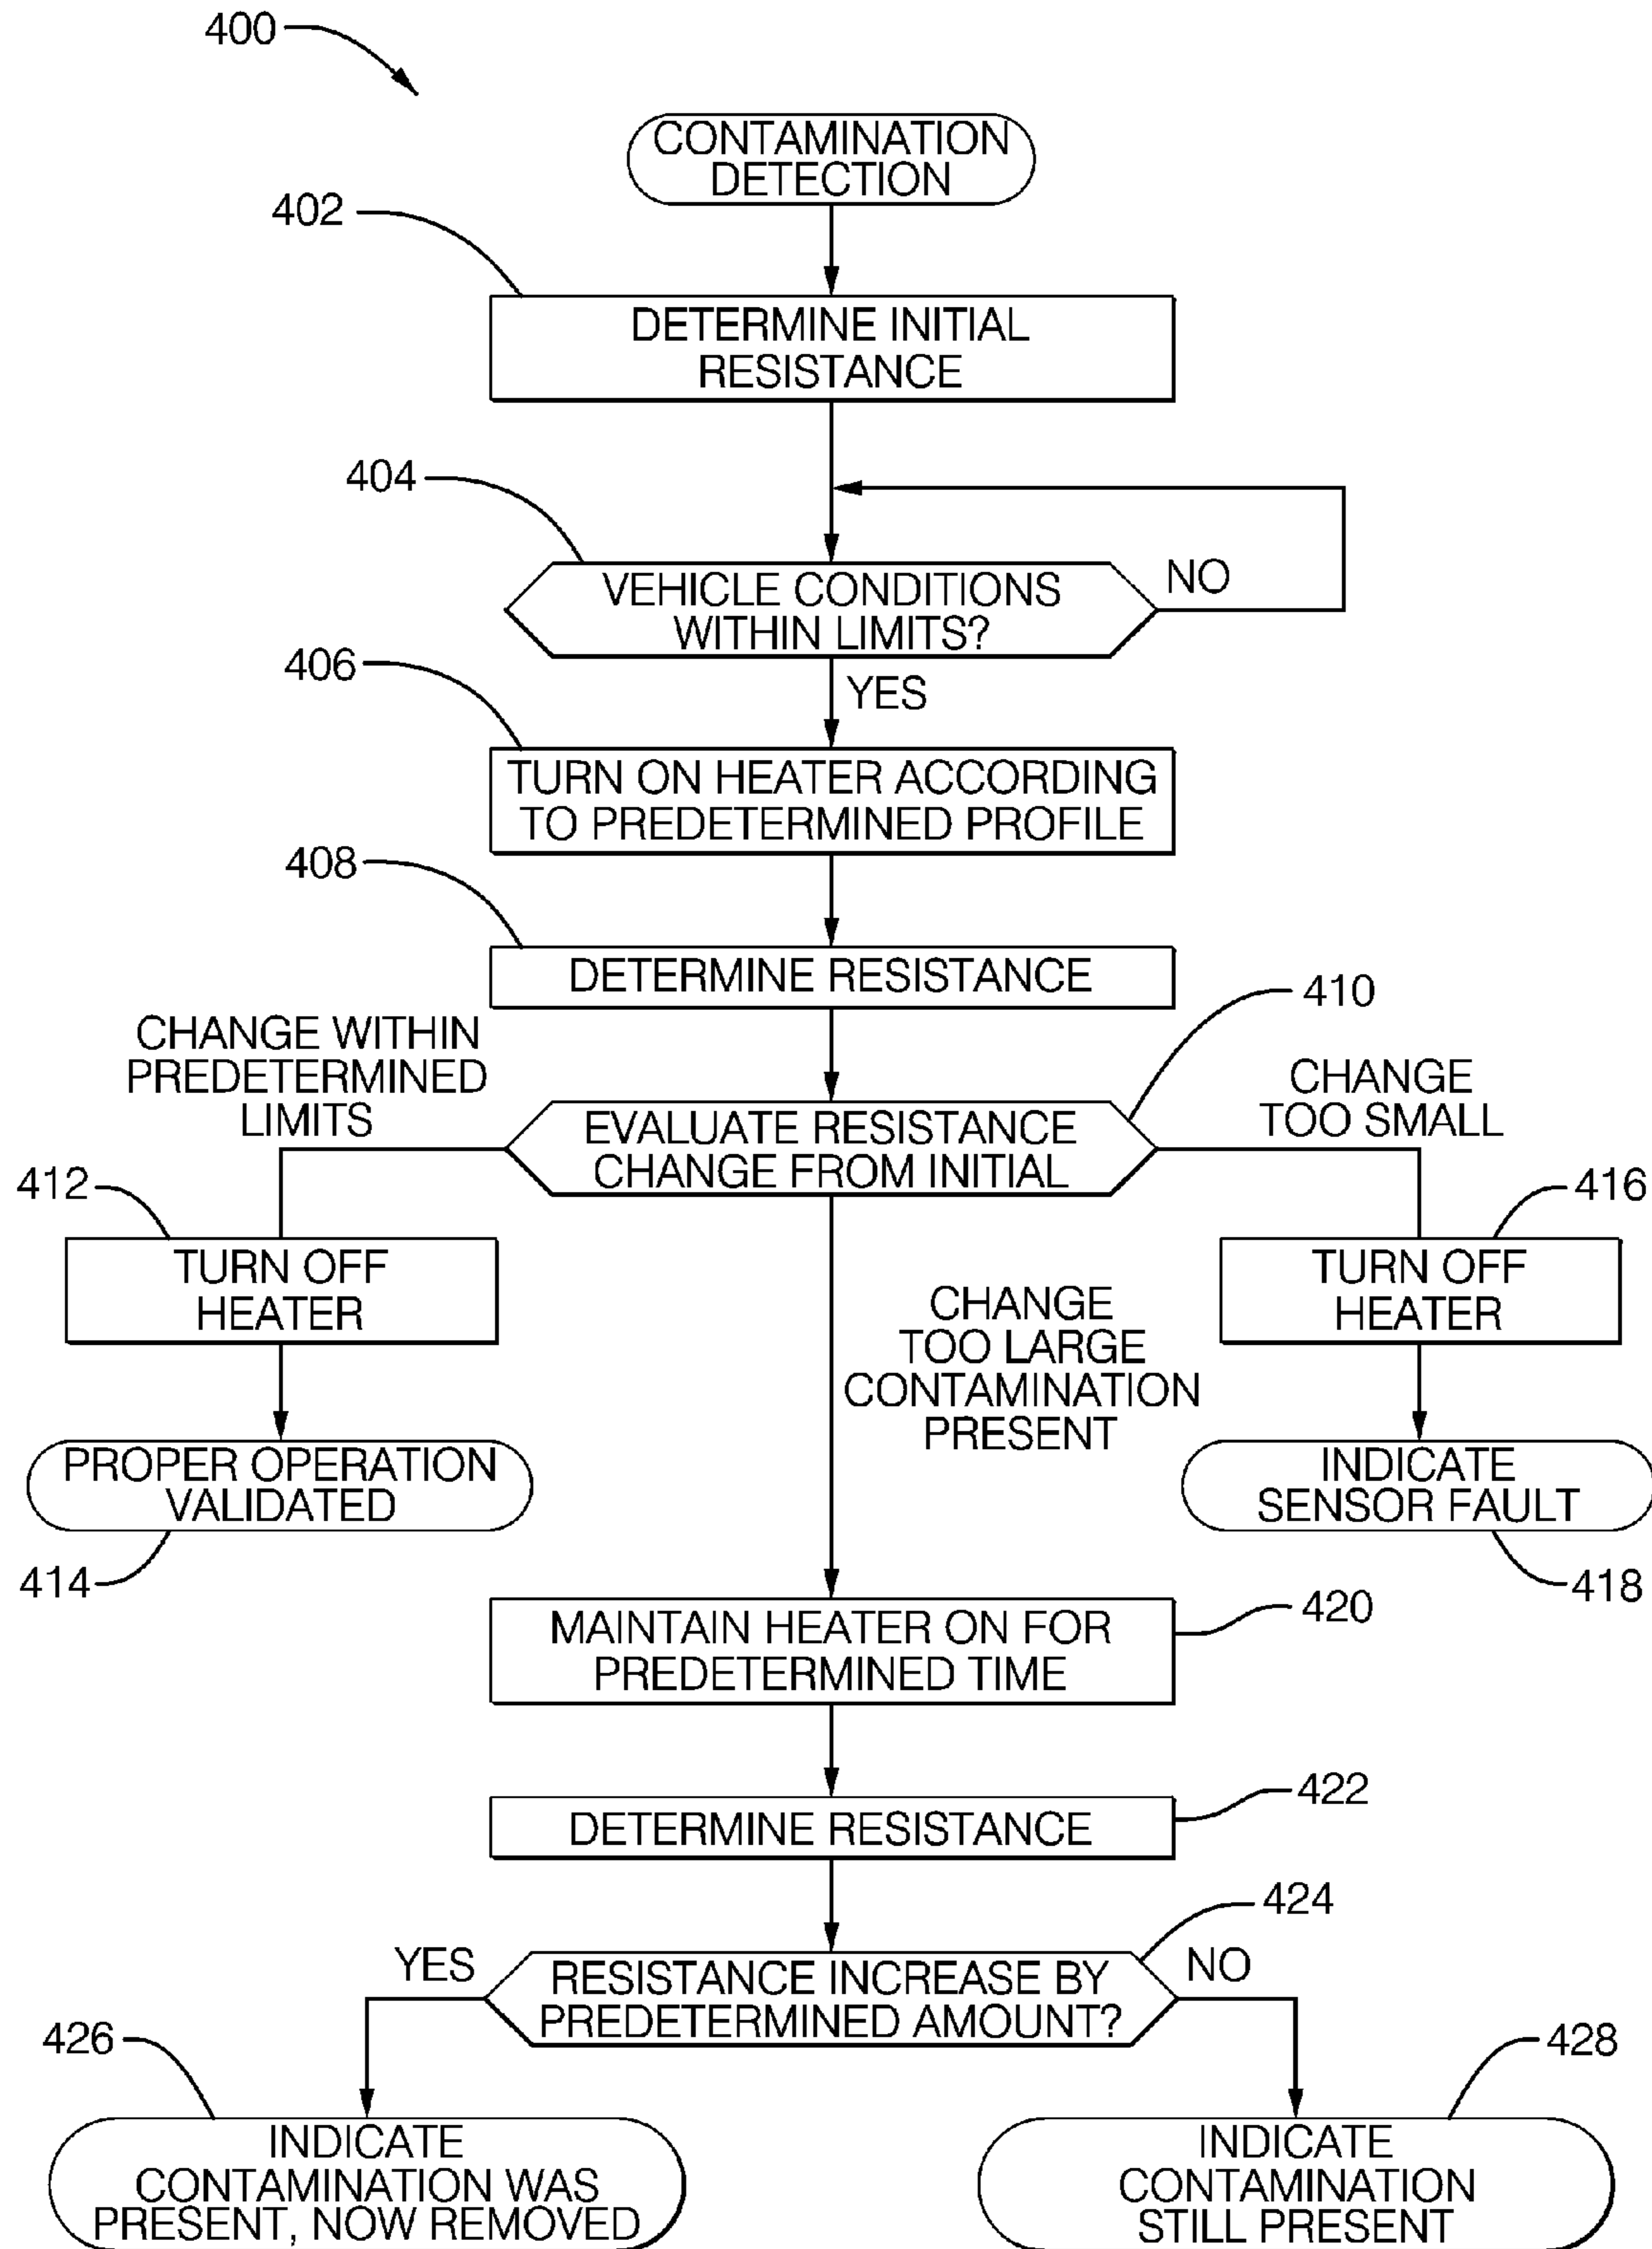 400
CONTAMINATION
DETECTION
402
DETERMINE INITIAL
RESISTANCE
404
VEHICLE CONDITIONS
WITHIN LIMITS?
NO
406
YES
TURN ON HEATER ACCORDING
TO PREDETERMINED PROFILE
408
DETERMINE RESISTANCE
410
CHANGE WITHIN
PREDETERMINED
LIMITS
EVALUATE RESISTANCE
CHANGE FROM INITIAL
CHANGE
TOO SMALL
412
TURN OFF
HEATER
416
TURN OFF
HEATER
CHANGE
TOO LARGE
CONTAMINATION
PRESENT
PROPER OPERATION
VALIDATED
414
INDICATE
SENSOR FAULT
418
420
MAINTAIN HEATER ON FOR
PREDETERMINED TIME
422
DETERMINE RESISTANCE
424
YES
RESISTANCE INCREASE BY
PREDETERMINED AMOUNT?
NO
426
INDICATE
CONTAMINATION WAS
PRESENT, NOW REMOVED
428
INDICATE
CONTAMINATION
STILL PRESENT